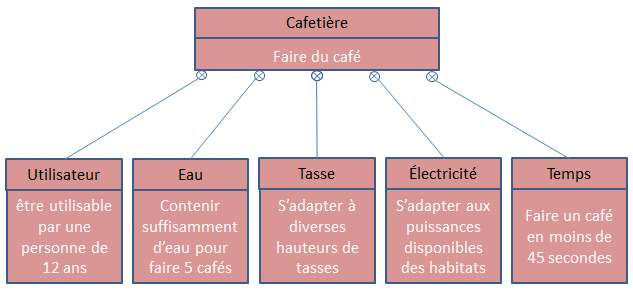 Cafetière
Faire du café
Utilisateur
être utilisable
par une
personne de
12 ans
Eau
Contenir
suffisamment
d'eau pour
faire 5 cafés
Tasse
S'adapter à
diverses
hauteurs de
tasses
Électricité
S'adapter aux
puissances
disponibles
des habitats
Temps
Faire un café
en moins de
45 secondes